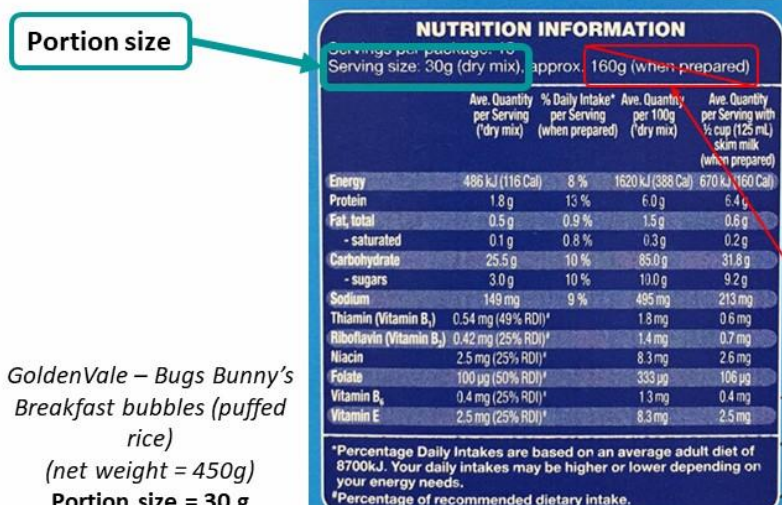 Portion size
NUTRITION INFORMATION
Servings per package: 15
Serving size: 30g (dry mix), approx. 160g (when prepared)
Ave. Quantity per Serving (*dry mix) % Daily Intake* per Serving (when prepared) Ave. Quantity per 100g (*dry mix) Ave. Quantity per Serving with ½ cup (125 mL) skim milk (when prepared)
Energy 486 kJ (116 Cal) 8 % 1620 kJ (388 Cal) 670 kJ (160 Cal)
Protein 1.8 g 13 % 6.0 g 6.4 g
Fat, total 0.5 g 0.9 % 1.5 g 0.6 g
- saturated 0.1 g 0.8 % 0.3 g 0.2 g
Carbohydrate 25.5 g 10 % 85.0 g 31.8 g
- sugars 3.0 g 10 % 10.0 g 9.2 g
Sodium 149 mg 9 % 495 mg 213 mg
Thiamin (Vitamin B₁) 0.54 mg (49% RDI)# 1.8 mg 0.6 mg
Riboflavin (Vitamin B₂) 0.42 mg (25% RDI)# 1.4 mg 0.7 mg
Niacin 2.5 mg (25% RDI)# 8.3 mg 2.6 mg
Folate 100 µg (50% RDI)# 333 µg 106 µg
Vitamin B₆ 0.4 mg (25% RDI)# 1.3 mg 0.4 mg
Vitamin E 2.5 mg (25% RDI)# 8.3 mg 2.5 mg
*Percentage Daily Intakes are based on an average adult diet of
8700kJ. Your daily intakes may be higher or lower depending on
your energy needs.
#Percentage of recommended dietary intake.
GoldenVale – Bugs Bunny's
Breakfast bubbles (puffed
rice)
(net weight = 450g)
Portion size = 30 g